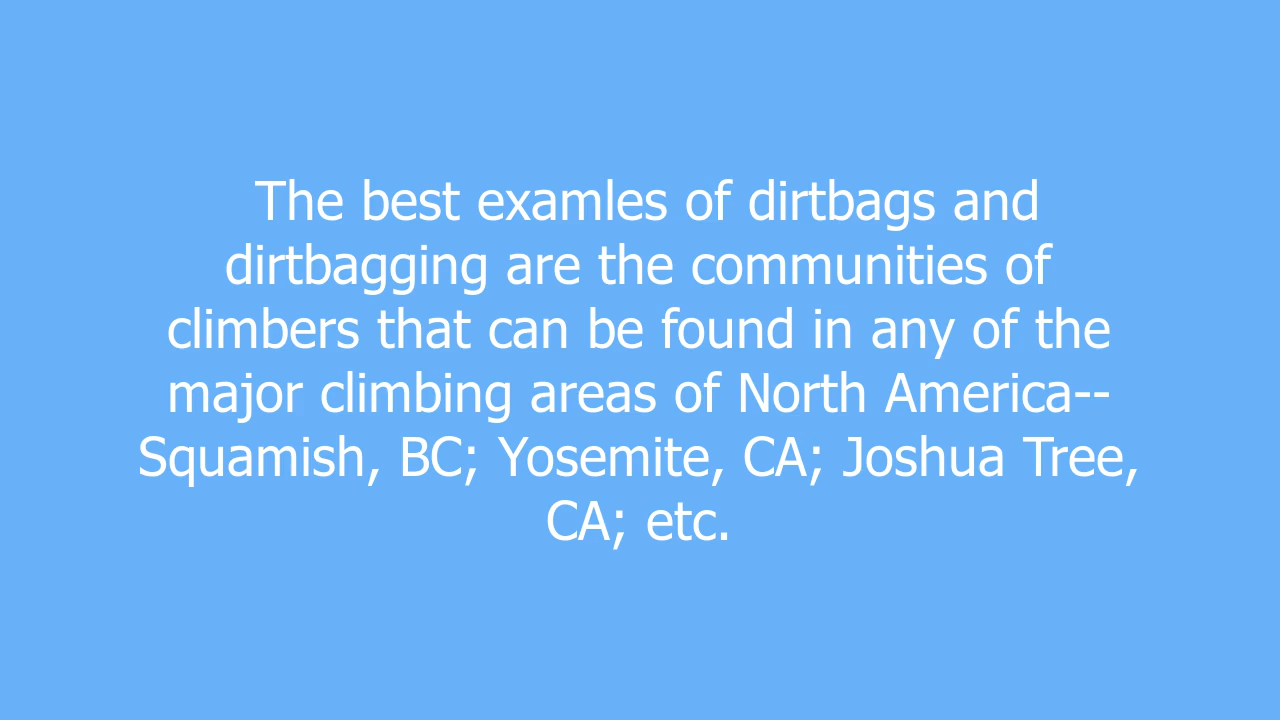 The best examles of dirtbags and
dirtbagging are the communities of
climbers that can be found in any of the
major climbing areas of North America--
Squamish, BC; Yosemite, CA; Joshua Tree,
CA; etc.